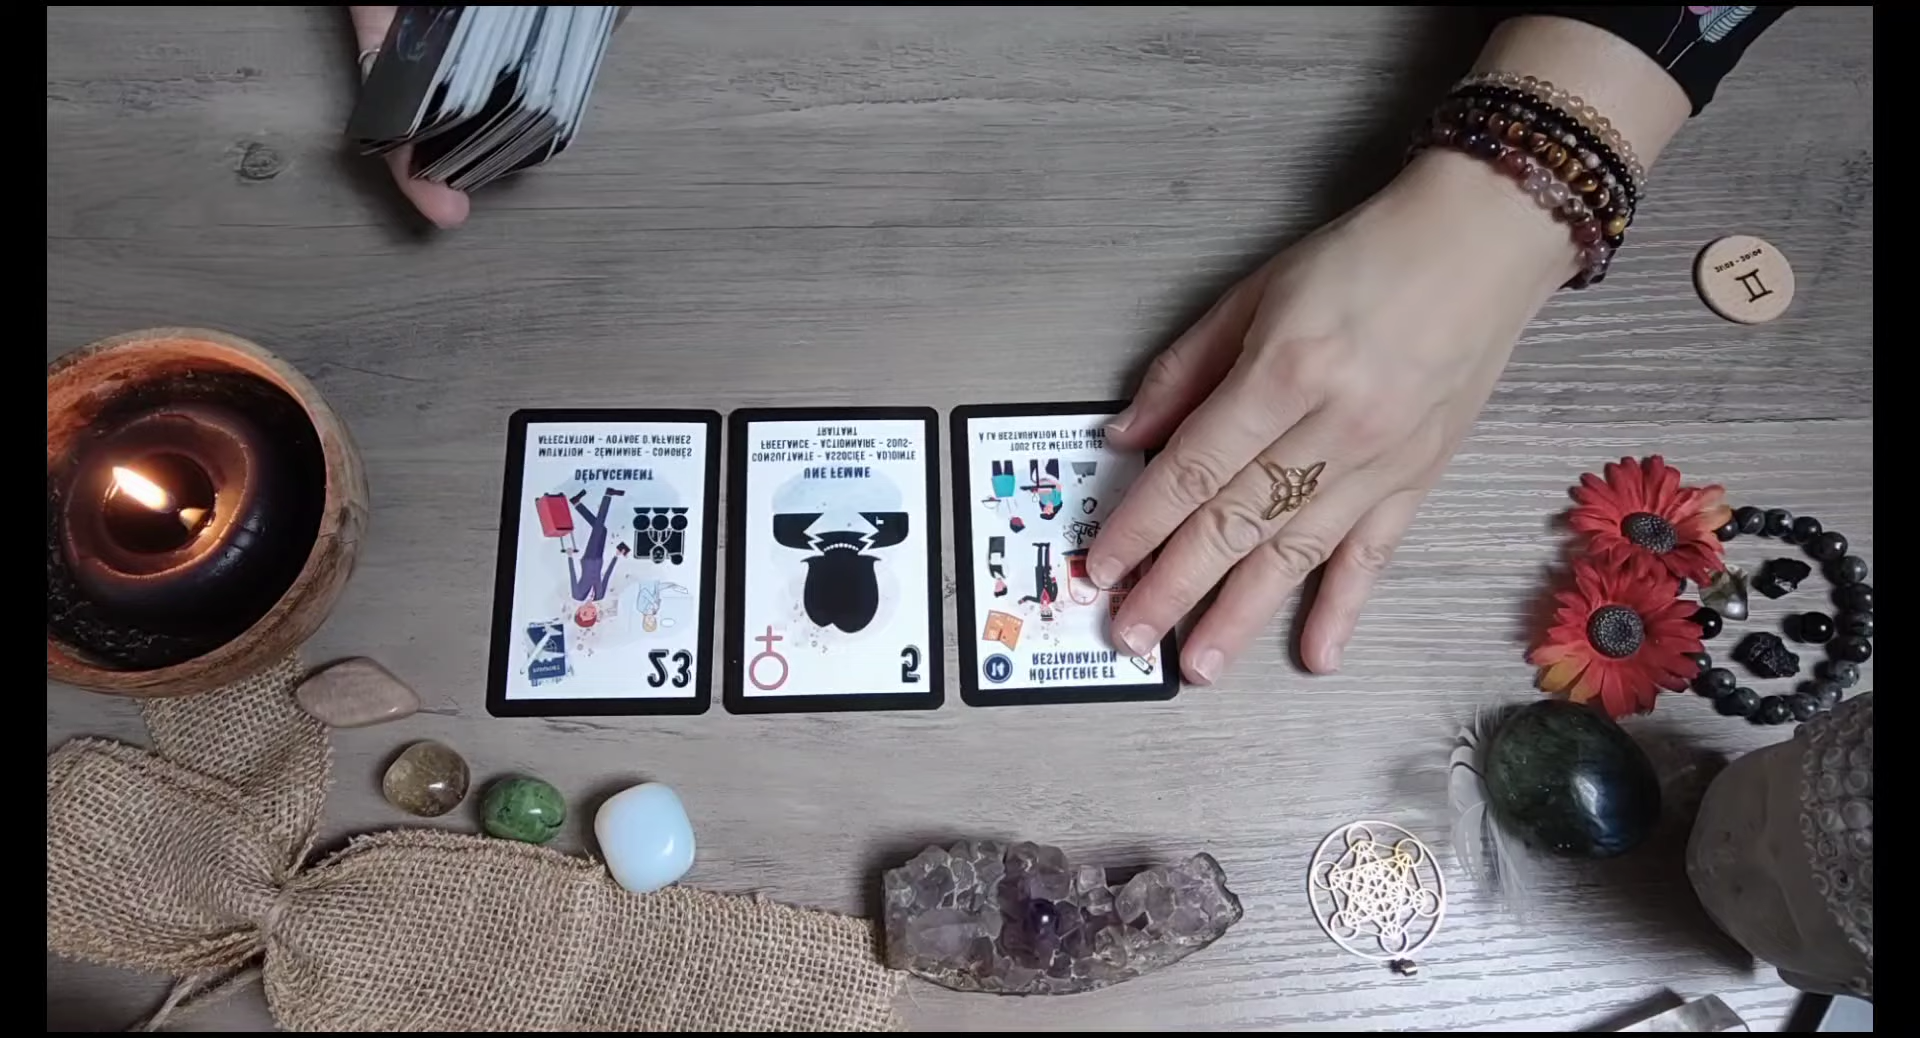 AFFECTATION - VOYAGE D'AFFAIRES
MUTATION - SÉMINAIRE - CONGRÈS
DÉPLACEMENT
23
TRAITANT
FREELANCE - ACTIONNAIRE - SOUS-
CONSULTANTE - ASSOCIÉE - ADJOINTE
UNE FEMME
5
À LA RESTAURATION ET À L'HÔTE
TOUS LES MÉTIERS LIÉS
RESTAURATION
HÔTELLERIE ET